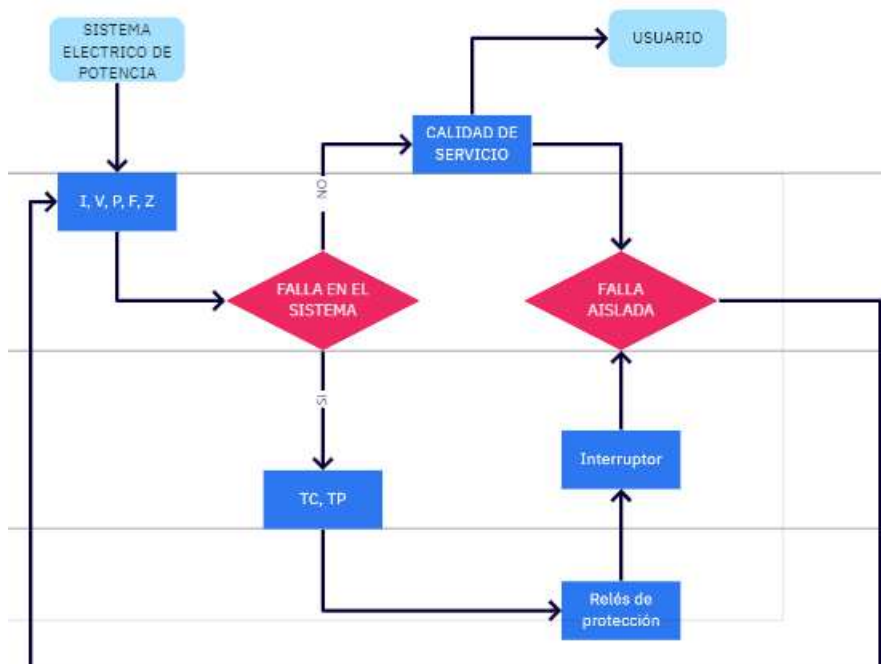 SISTEMA
ELECTRICO DE
POTENCIA
USUARIO
CALIDAD DE
SERVICIO
I, V, P, F, Z
NO
FALLA EN EL
SISTEMA
FALLA
AISLADA
SI
Interruptor
TC, TP
Relés de
protección